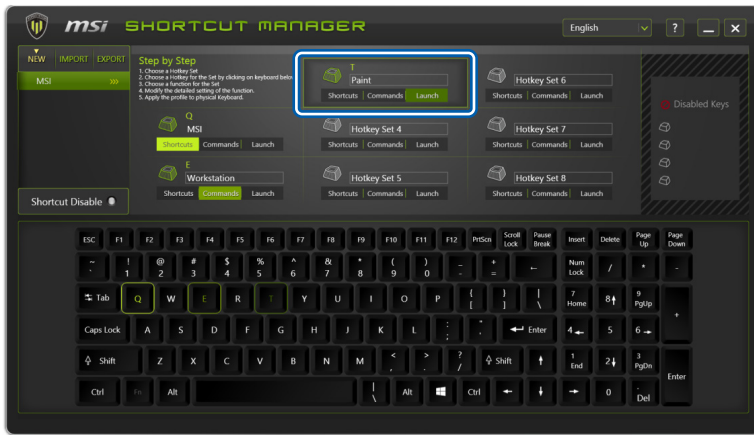 msi SHORTCUT MANAGER
English
?
NEW IMPORT EXPORT
MSI >>>
Shortcut Disable
Step by Step
1. Choose a Hotkey Set
2. Choose a Hotkey for the Set by clicking on keyboard below
3. Choose a function for the Set
4. Modify the detailed setting of the function.
5. Apply the profile to physical Keyboard.
Q
MSI
Shortcuts Commands Launch
E
Workstation
Shortcuts Commands Launch
T
Paint
Shortcuts Commands Launch
Hotkey Set 4
Shortcuts Commands Launch
Hotkey Set 5
Shortcuts Commands Launch
Hotkey Set 6
Shortcuts Commands Launch
Hotkey Set 7
Shortcuts Commands Launch
Hotkey Set 8
Shortcuts Commands Launch
Disabled Keys
ESC F1 F2 F3 F4 F5 F6 F7 F8 F9 F10 F11 F12 PrtScn Scroll Lock Pause Break Insert Delete Page Up Page Down
~ ` ! 1 @ 2 # 3 $ 4 % 5 ^ 6 & 7 * 8 ( 9 ) 0 _ - + = ← Num Lock / * -
Tab Q W E R T Y U I O P { [ } ] | \ 7 Home 8 ↑ 9 PgUp +
Caps Lock A S D F G H J K L : ; " ' Enter 4 ← 5 6 →
Shift Z X C V B N M < , > . ? / Shift ↑ 1 End 2 ↓ 3 PgDn Enter
Ctrl Fn Alt | \ Alt Ctrl ← ↓ → 0 . Del